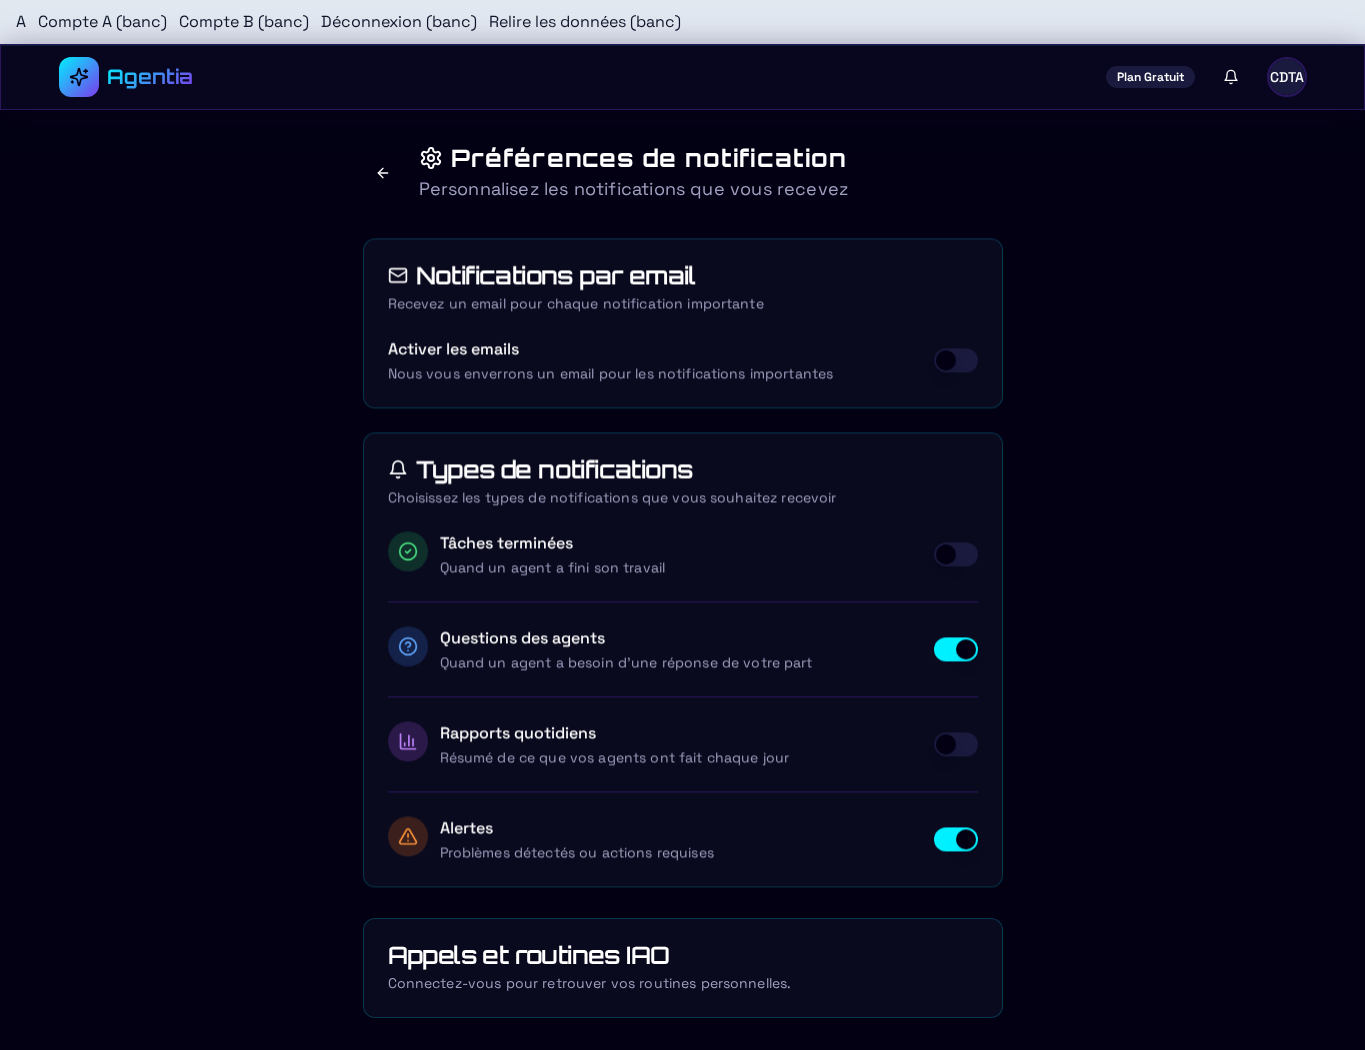 A Compte A (banc) Compte B (banc) Déconnexion (banc) Relire les données (banc)
Agentia
Plan Gratuit
CDTA
Préférences de notification
Personnalisez les notifications que vous recevez
Notifications par email
Recevez un email pour chaque notification importante
Activer les emails
Nous vous enverrons un email pour les notifications importantes
Types de notifications
Choisissez les types de notifications que vous souhaitez recevoir
Tâches terminées
Quand un agent a fini son travail
Questions des agents
Quand un agent a besoin d'une réponse de votre part
Rapports quotidiens
Résumé de ce que vos agents ont fait chaque jour
Alertes
Problèmes détectés ou actions requises
Appels et routines IAO
Connectez-vous pour retrouver vos routines personnelles.